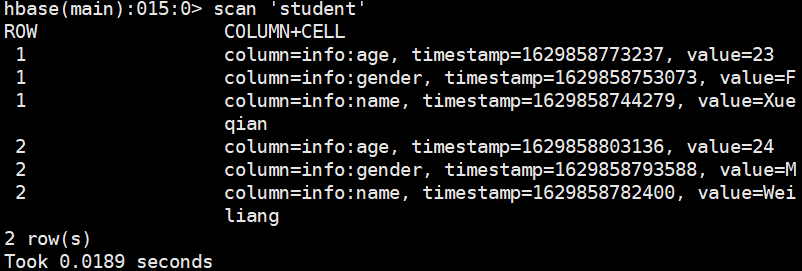 hbase(main):015:0> scan 'student'
ROW                  COLUMN+CELL
 1                   column=info:age, timestamp=1629858773237, value=23
 1                   column=info:gender, timestamp=1629858753073, value=F
 1                   column=info:name, timestamp=1629858744279, value=Xue
                     qian
 2                   column=info:age, timestamp=1629858803136, value=24
 2                   column=info:gender, timestamp=1629858793588, value=M
 2                   column=info:name, timestamp=1629858782400, value=Wei
                     liang
2 row(s)
Took 0.0189 seconds